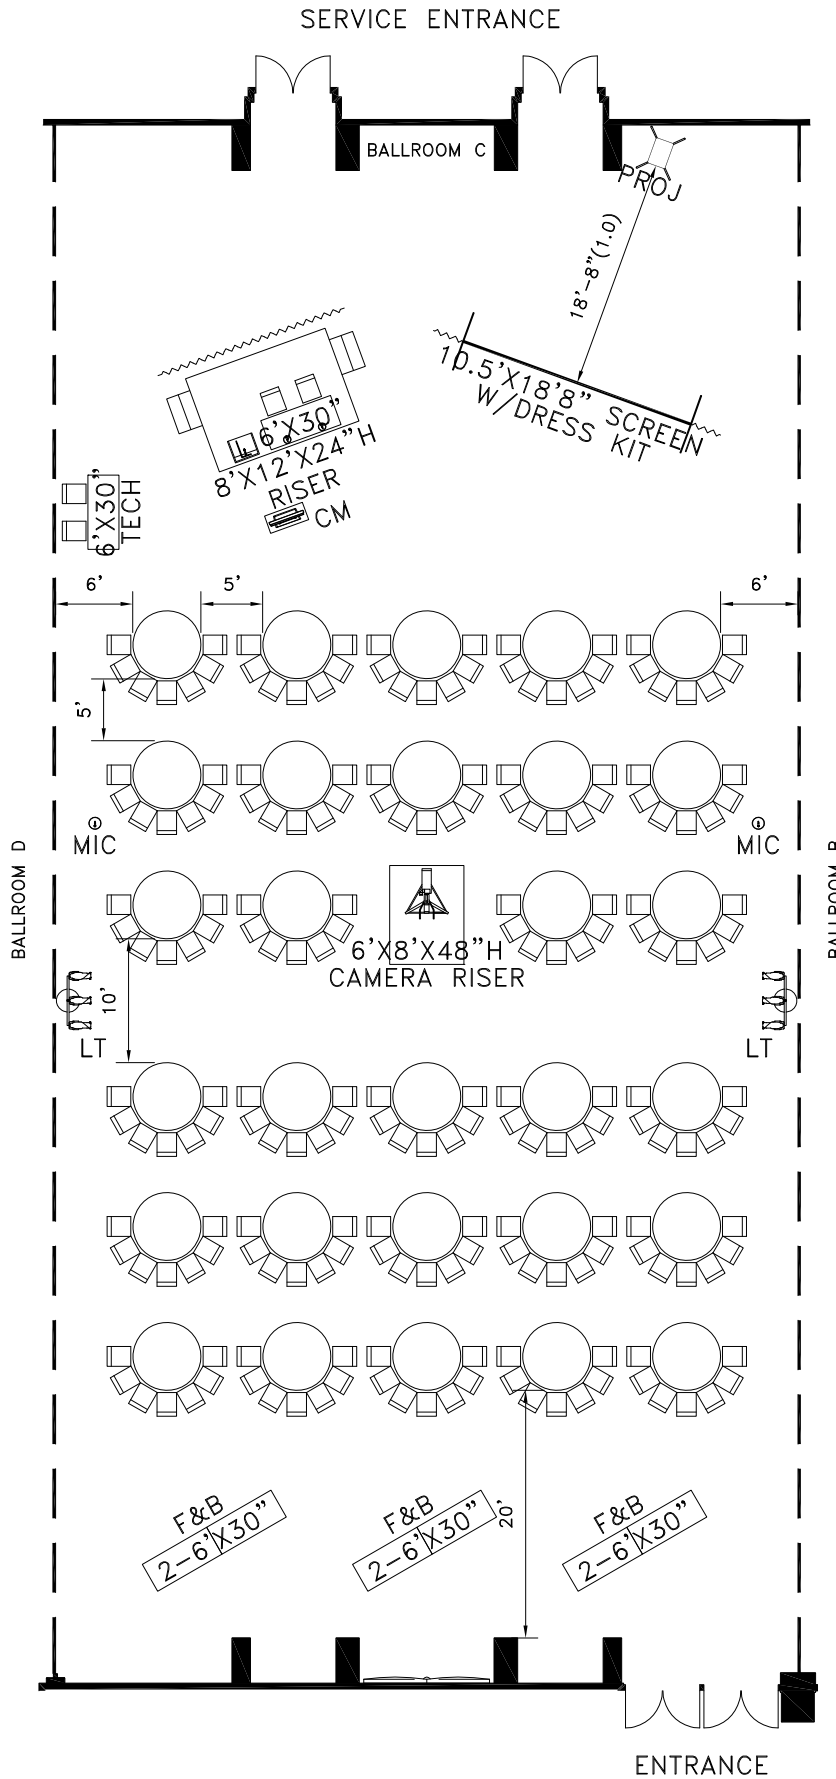 SERVICE ENTRANCE
BALLROOM C
PROJ
18'-8"(1.0)
10.5'X18'8" SCREEN
W/DRESS KIT
6'X30"
8'X12'X24"H
RISER
CM
6'X30"
TECH
6'
5'
6'
5'
MIC
MIC
BALLROOM D
6'X8'X48"H
CAMERA RISER
10'
LT
LT
F&B
2-6'X30"
F&B
2-6'X30"
20'
F&B
2-6'X30"
ENTRANCE